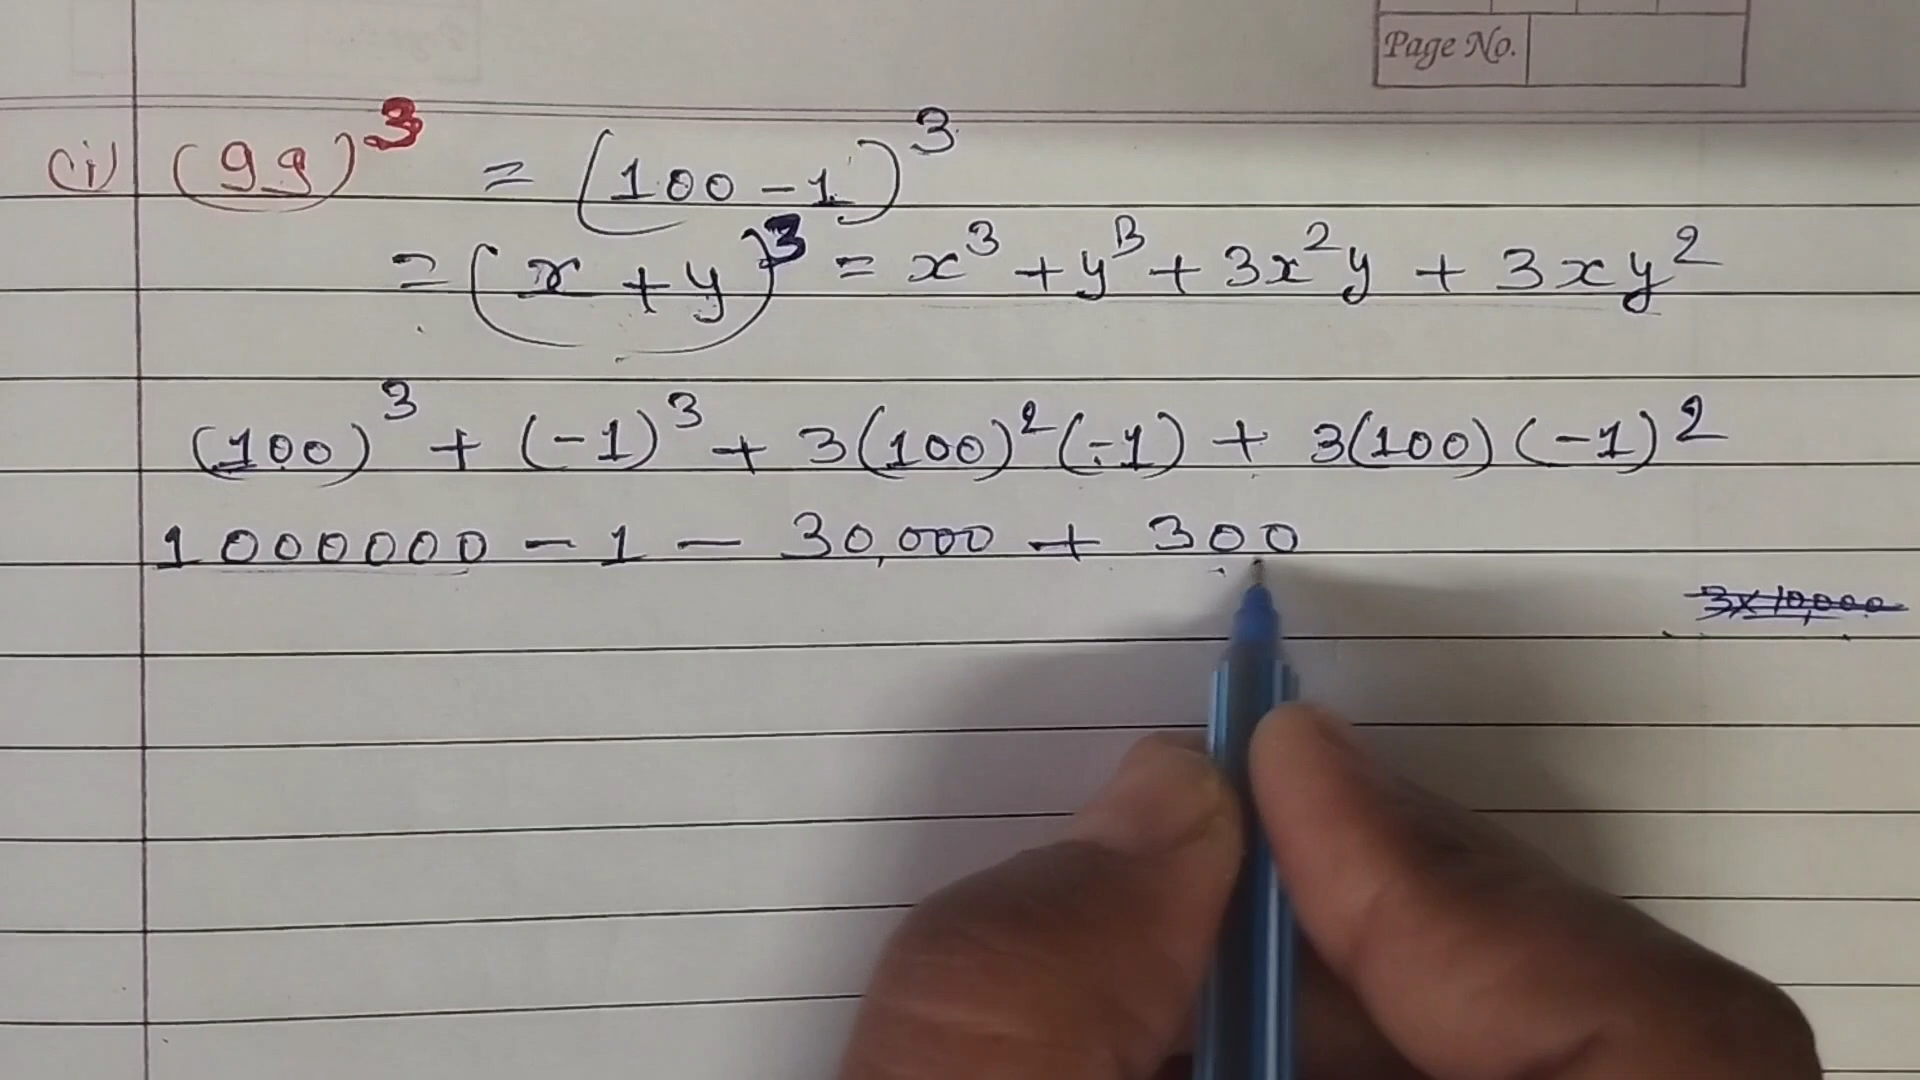 Page No.
(i) (99)³ = (100 - 1)³
= (x + y)³ = x³ + y³ + 3x²y + 3xy²
(100)³ + (-1)³ + 3(100)²(-1) + 3(100)(-1)²
1000000 - 1 - 30,000 + 300
3×10,000